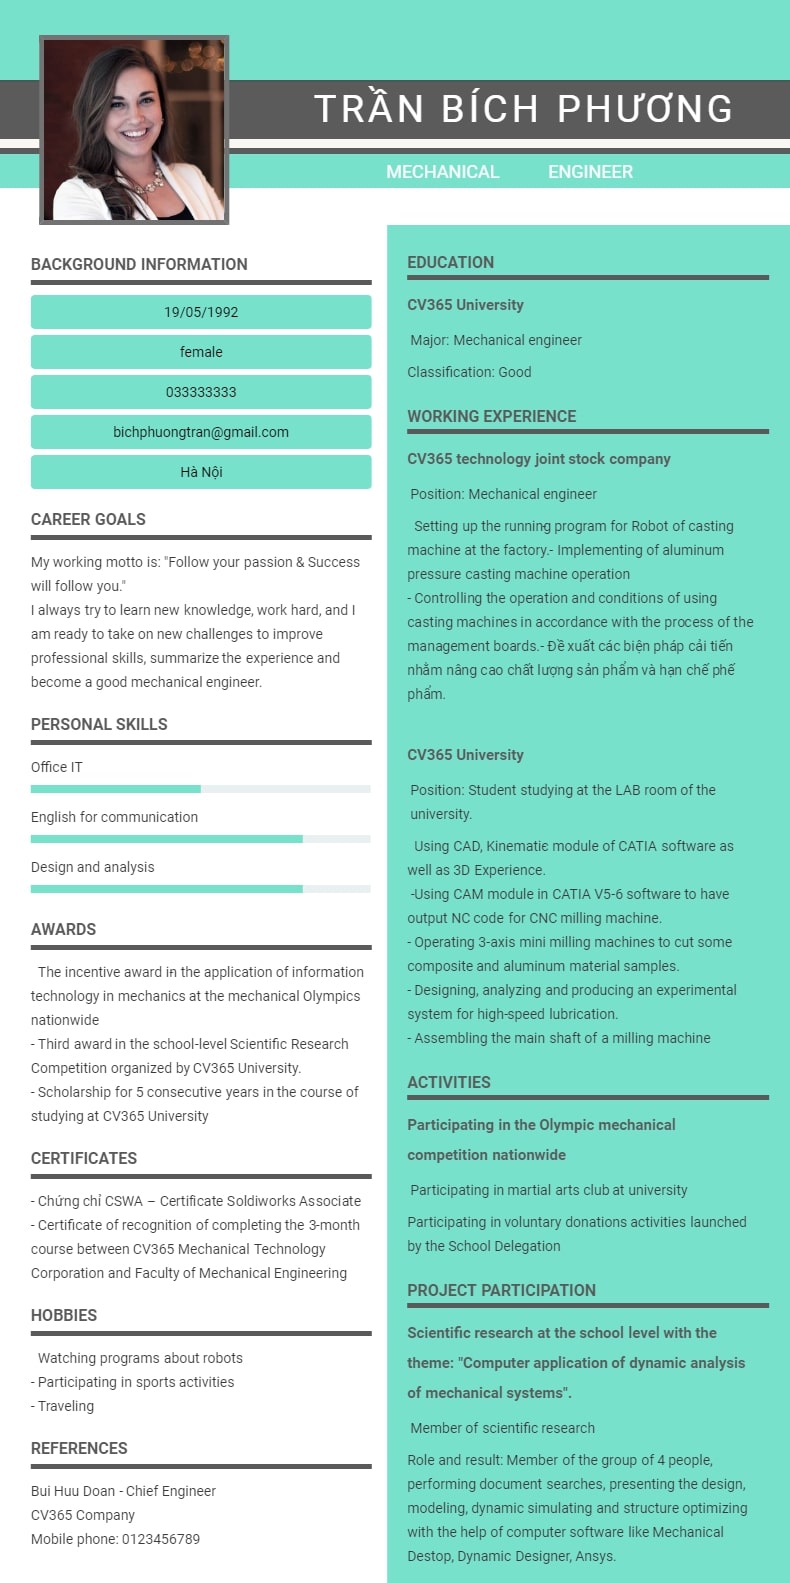 TRẦN BÍCH PHƯƠNG
MECHANICAL ENGINEER
BACKGROUND INFORMATION
19/05/1992
female
033333333
bichphuongtran@gmail.com
Hà Nội
CAREER GOALS
My working motto is: "Follow your passion & Success
will follow you."
I always try to learn new knowledge, work hard, and I
am ready to take on new challenges to improve
professional skills, summarize the experience and
become a good mechanical engineer.
PERSONAL SKILLS
Office IT
English for communication
Design and analysis
AWARDS
The incentive award in the application of information
technology in mechanics at the mechanical Olympics
nationwide
- Third award in the school-level Scientific Research
Competition organized by CV365 University.
- Scholarship for 5 consecutive years in the course of
studying at CV365 University
CERTIFICATES
- Chứng chỉ CSWA – Certificate Soldiworks Associate
- Certificate of recognition of completing the 3-month
course between CV365 Mechanical Technology
Corporation and Faculty of Mechanical Engineering
HOBBIES
Watching programs about robots
- Participating in sports activities
- Traveling
REFERENCES
Bui Huu Doan - Chief Engineer
CV365 Company
Mobile phone: 0123456789
EDUCATION
CV365 University
Major: Mechanical engineer
Classification: Good
WORKING EXPERIENCE
CV365 technology joint stock company
Position: Mechanical engineer
Setting up the running program for Robot of casting
machine at the factory.- Implementing of aluminum
pressure casting machine operation
- Controlling the operation and conditions of using
casting machines in accordance with the process of the
management boards.- Đề xuất các biện pháp cải tiến
nhằm nâng cao chất lượng sản phẩm và hạn chế phế
phẩm.
CV365 University
Position: Student studying at the LAB room of the
university.
Using CAD, Kinematic module of CATIA software as
well as 3D Experience.
-Using CAM module in CATIA V5-6 software to have
output NC code for CNC milling machine.
- Operating 3-axis mini milling machines to cut some
composite and aluminum material samples.
- Designing, analyzing and producing an experimental
system for high-speed lubrication.
- Assembling the main shaft of a milling machine
ACTIVITIES
Participating in the Olympic mechanical
competition nationwide
Participating in martial arts club at university
Participating in voluntary donations activities launched
by the School Delegation
PROJECT PARTICIPATION
Scientific research at the school level with the
theme: "Computer application of dynamic analysis
of mechanical systems".
Member of scientific research
Role and result: Member of the group of 4 people,
performing document searches, presenting the design,
modeling, dynamic simulating and structure optimizing
with the help of computer software like Mechanical
Destop, Dynamic Designer, Ansys.